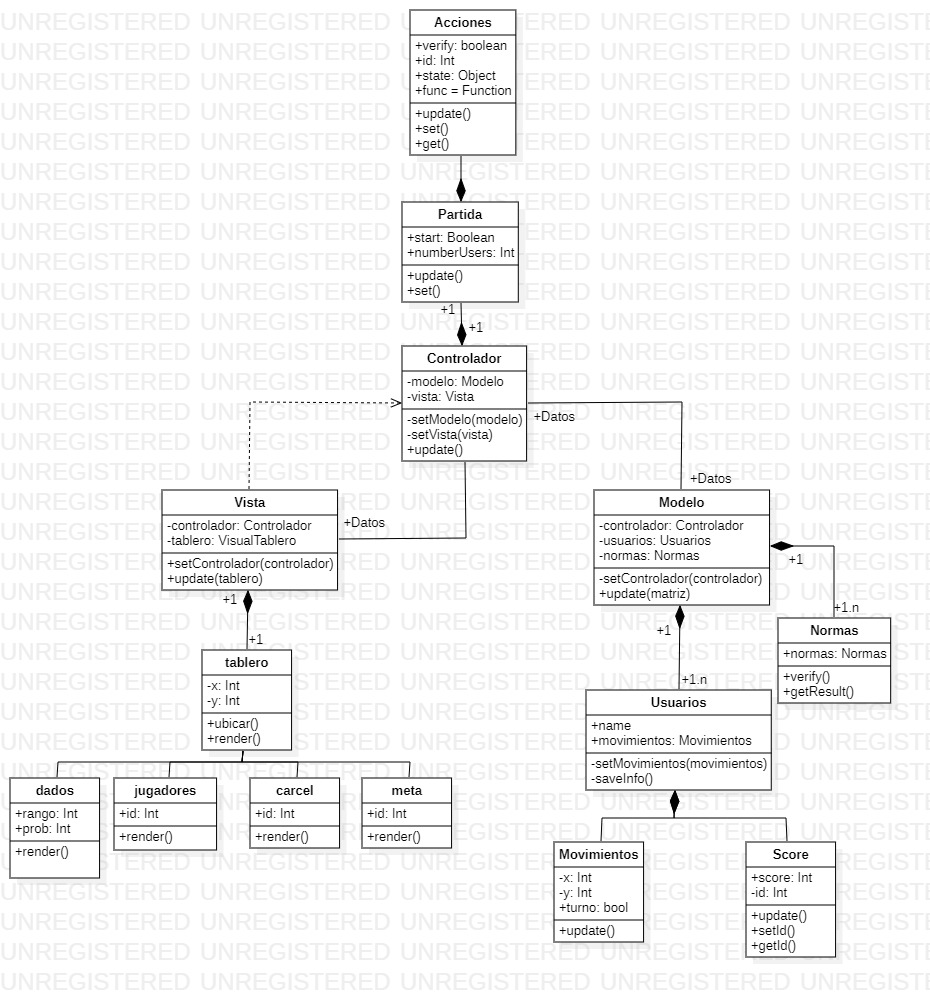 Acciones
+verify: boolean
+id: Int
+state: Object
+func = Function
+update()
+set()
+get()
Partida
+start: Boolean
+numberUsers: Int
+update()
+set()
+1
+1
Controlador
-modelo: Modelo
-vista: Vista
-setModelo(modelo)
-setVista(vista)
+update()
+Datos
+Datos
Vista
-controlador: Controlador
-tablero: VisualTablero
+setControlador(controlador)
+update(tablero)
+Datos
Modelo
-controlador: Controlador
-usuarios: Usuarios
-normas: Normas
-setControlador(controlador)
+update(matriz)
+1
+1.n
Normas
+normas: Normas
+verify()
+getResult()
+1
+1
tablero
-x: Int
-y: Int
+ubicar()
+render()
+1
+1.n
Usuarios
+name
+movimientos: Movimientos
-setMovimientos(movimientos)
-saveInfo()
dados
+rango: Int
+prob: Int
+render()
jugadores
+id: Int
+render()
carcel
+id: Int
+render()
meta
+id: Int
+render()
Movimientos
-x: Int
-y: Int
+turno: bool
+update()
Score
+score: Int
-id: Int
+update()
+setId()
+getId()
UNREGISTERED